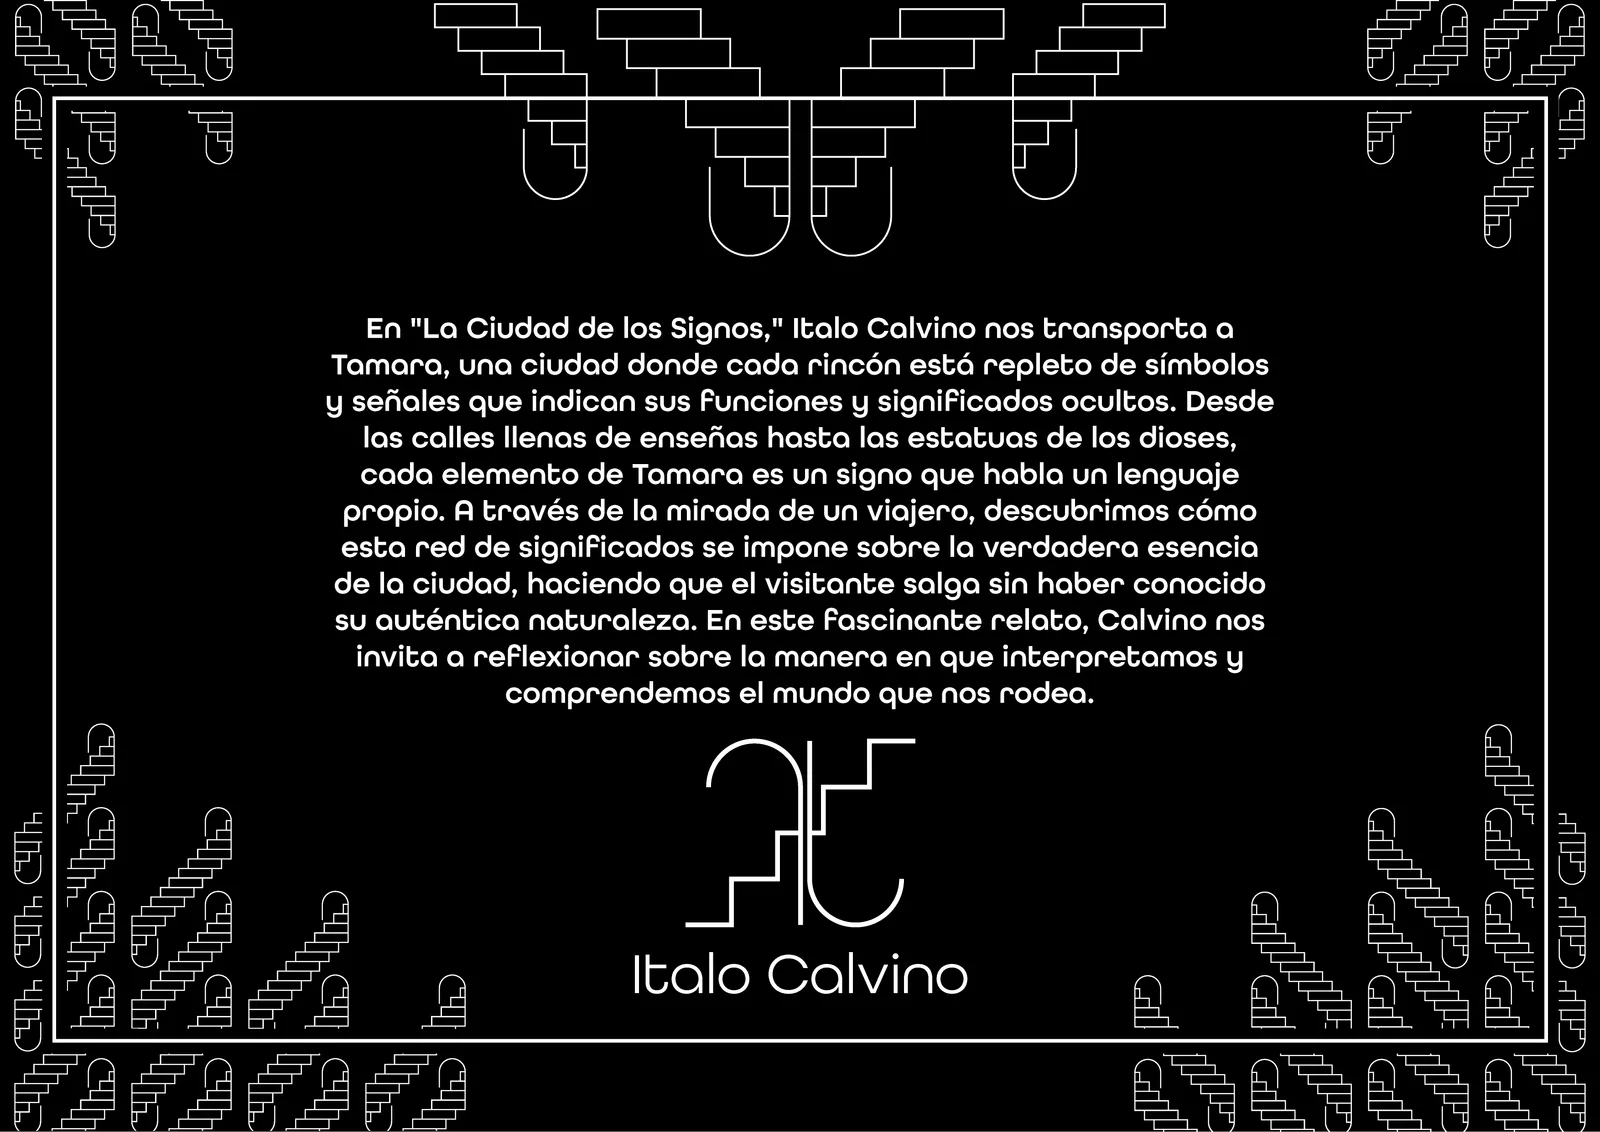 En "La Ciudad de los Signos," Italo Calvino nos transporta a
Tamara, una ciudad donde cada rincón está repleto de símbolos
y señales que indican sus funciones y significados ocultos. Desde
las calles llenas de enseñas hasta las estatuas de los dioses,
cada elemento de Tamara es un signo que habla un lenguaje
propio. A través de la mirada de un viajero, descubrimos cómo
esta red de significados se impone sobre la verdadera esencia
de la ciudad, haciendo que el visitante salga sin haber conocido
su auténtica naturaleza. En este fascinante relato, Calvino nos
invita a reflexionar sobre la manera en que interpretamos y
comprendemos el mundo que nos rodea.
Italo Calvino